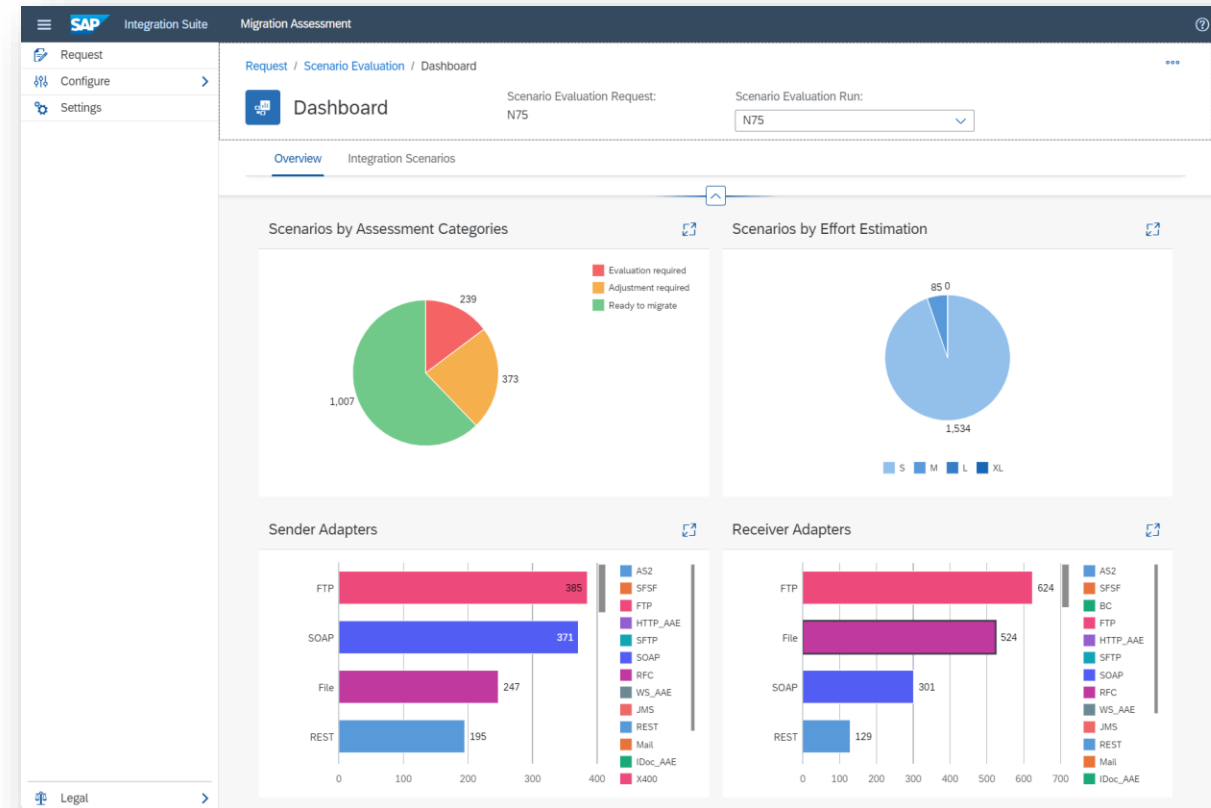 SAP Integration Suite Migration Assessment
Request
Configure
Settings
Legal
Request / Scenario Evaluation / Dashboard
Dashboard
Scenario Evaluation Request:
N75
Scenario Evaluation Run:
N75
Overview Integration Scenarios
Scenarios by Assessment Categories
Evaluation required
Adjustment required
Ready to migrate
239
373
1,007
Scenarios by Effort Estimation
85 0
1,534
S M L XL
Sender Adapters
FTP 385
SOAP 371
File 247
REST 195
0 100 200 300 400
AS2
SFSF
FTP
HTTP_AAE
SFTP
SOAP
RFC
WS_AAE
JMS
REST
Mail
IDoc_AAE
X400
Receiver Adapters
FTP 624
File 524
SOAP 301
REST 129
0 100 200 300 400 500 600 700
AS2
SFSF
BC
FTP
HTTP_AAE
SFTP
SOAP
RFC
WS_AAE
JMS
REST
Mail
IDoc_AAE